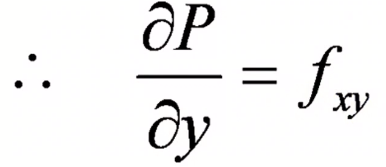 ∴ ∂P/∂y = f_xy